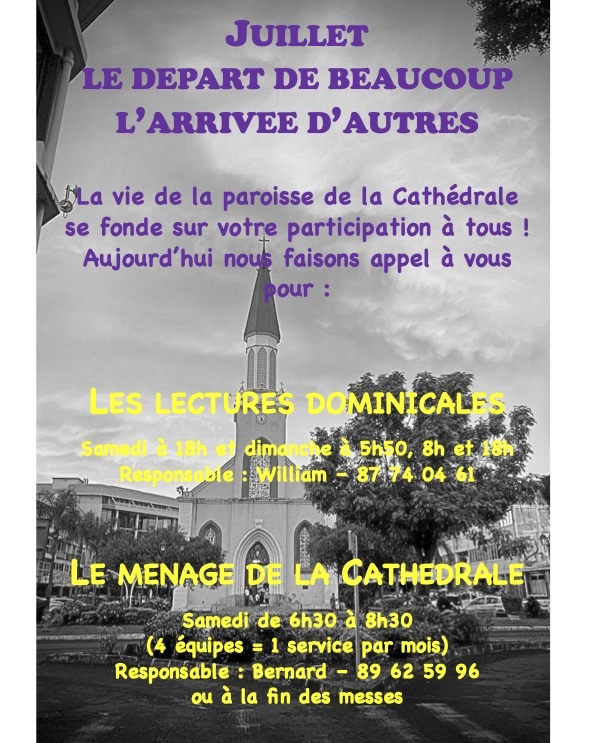 JUILLET
LE DEPART DE BEAUCOUP
L'ARRIVEE D'AUTRES
La vie de la paroisse de la Cathédrale
se fonde sur votre participation à tous !
Aujourd'hui nous faisons appel à vous
pour :
LES LECTURES DOMINICALES
Samedi à 18h et dimanche à 5h50, 8h et 18h
Responsable : William – 87 74 04 61
LE MENAGE DE LA CATHEDRALE
Samedi de 6h30 à 8h30
(4 équipes = 1 service par mois)
Responsable : Bernard – 89 62 59 96
ou à la fin des messes